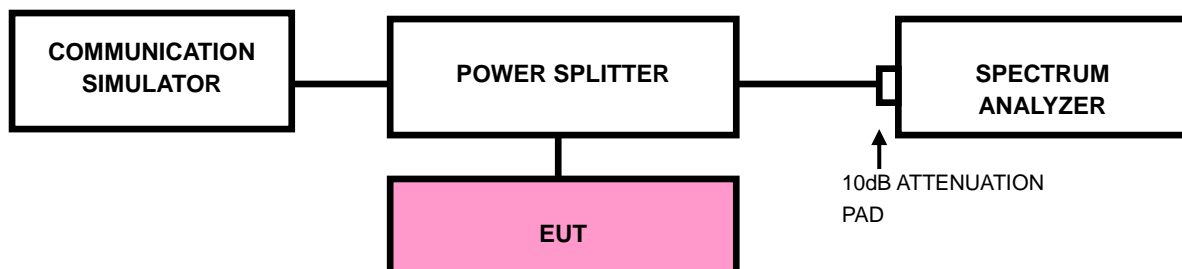 COMMUNICATION
SIMULATOR
POWER SPLITTER
SPECTRUM
ANALYZER
10dB ATTENUATION
PAD
EUT